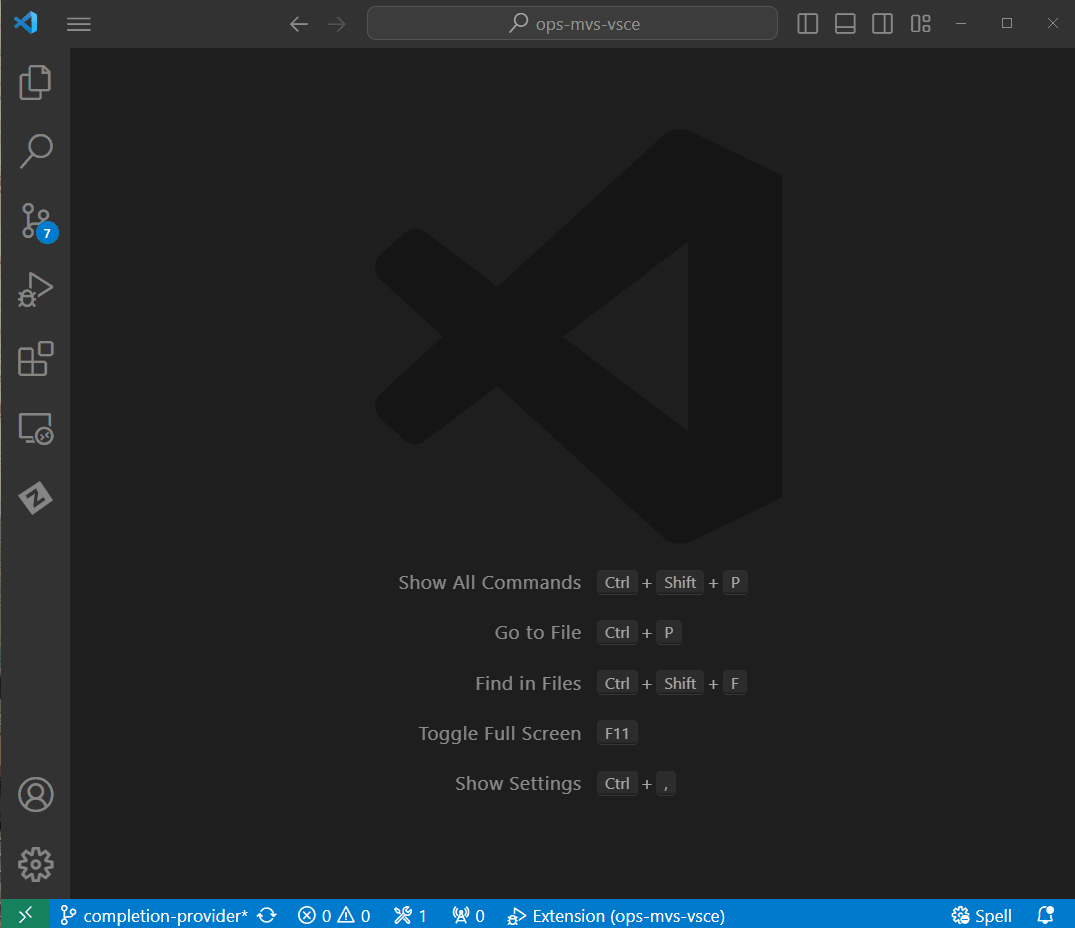 ops-mvs-vsce
7
Show All Commands Ctrl + Shift + P
Go to File Ctrl + P
Find in Files Ctrl + Shift + F
Toggle Full Screen F11
Show Settings Ctrl + ,
completion-provider* 0 0 1 0 Extension (ops-mvs-vsce) Spell